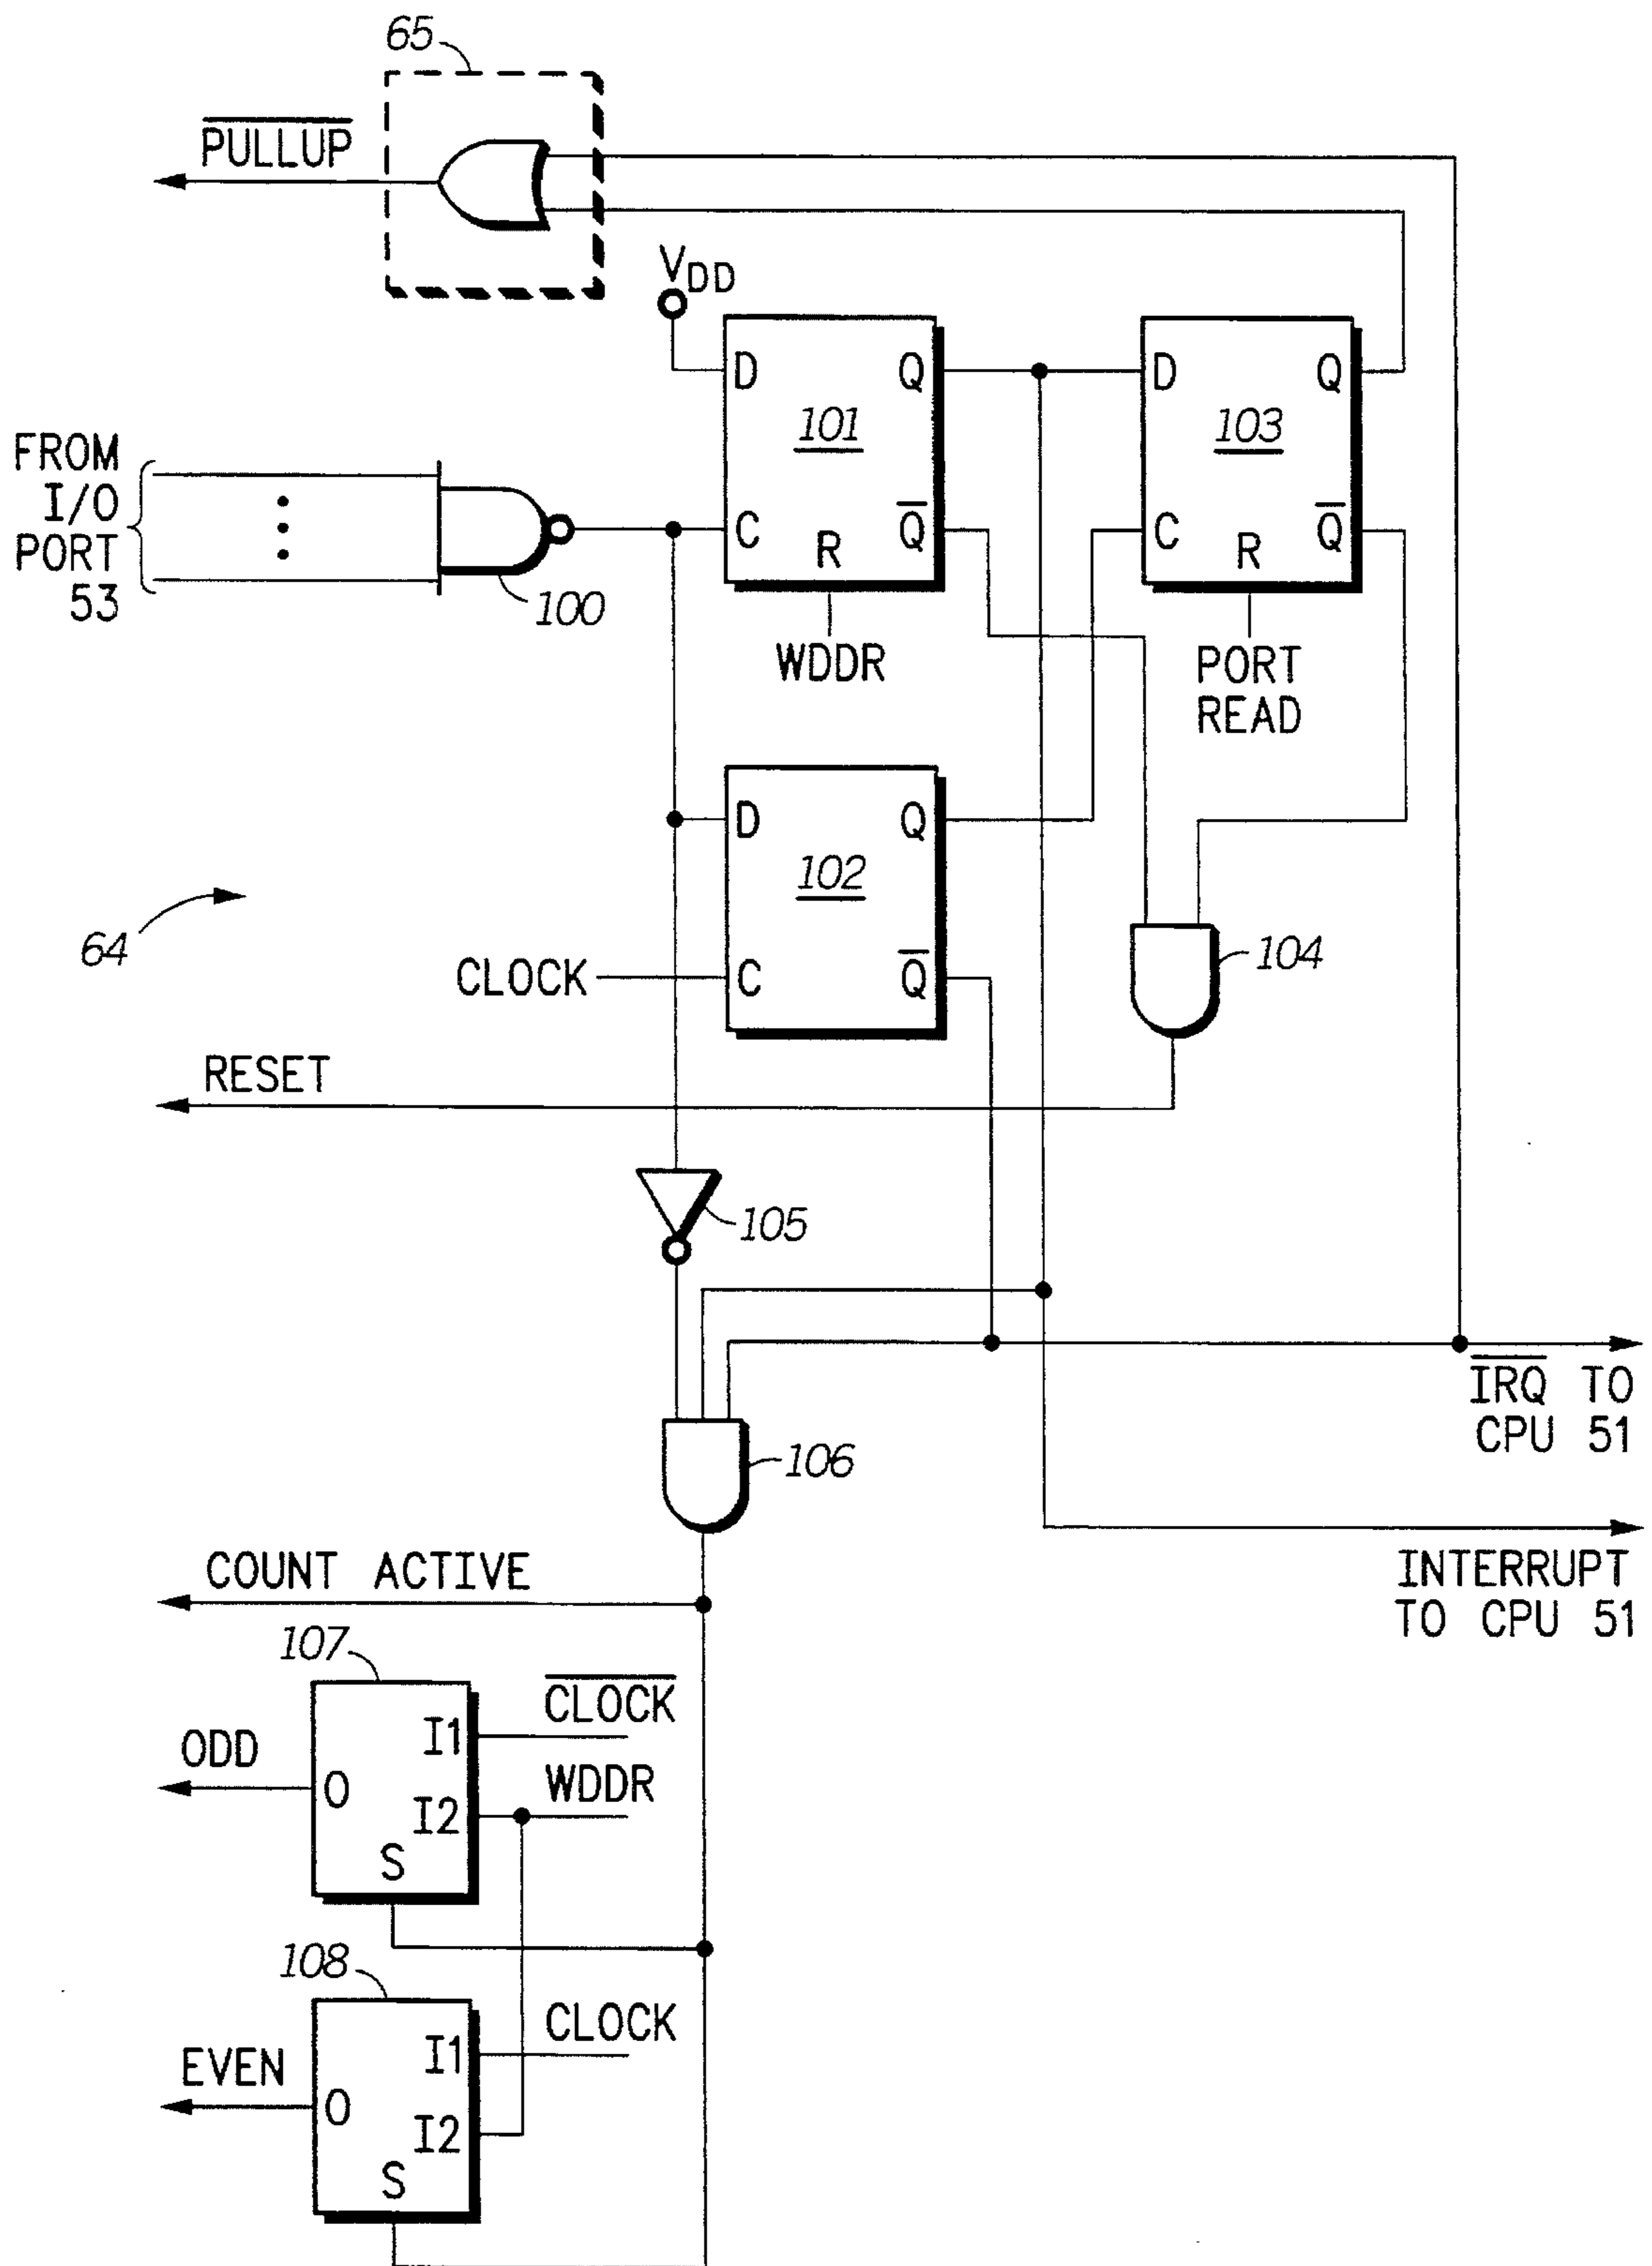 65
PULLUP
VDD
D Q
101
C R Q
WDDR
D Q
103
C R Q
PORT
READ
FROM
I/O
PORT
53
100
D Q
102
C Q
CLOCK
64
104
RESET
105
IRQ TO
CPU 51
106
INTERRUPT
TO CPU 51
COUNT ACTIVE
107
CLOCK
I1
ODD
O
WDDR
I2
S
108
CLOCK
I1
EVEN
O
I2
S